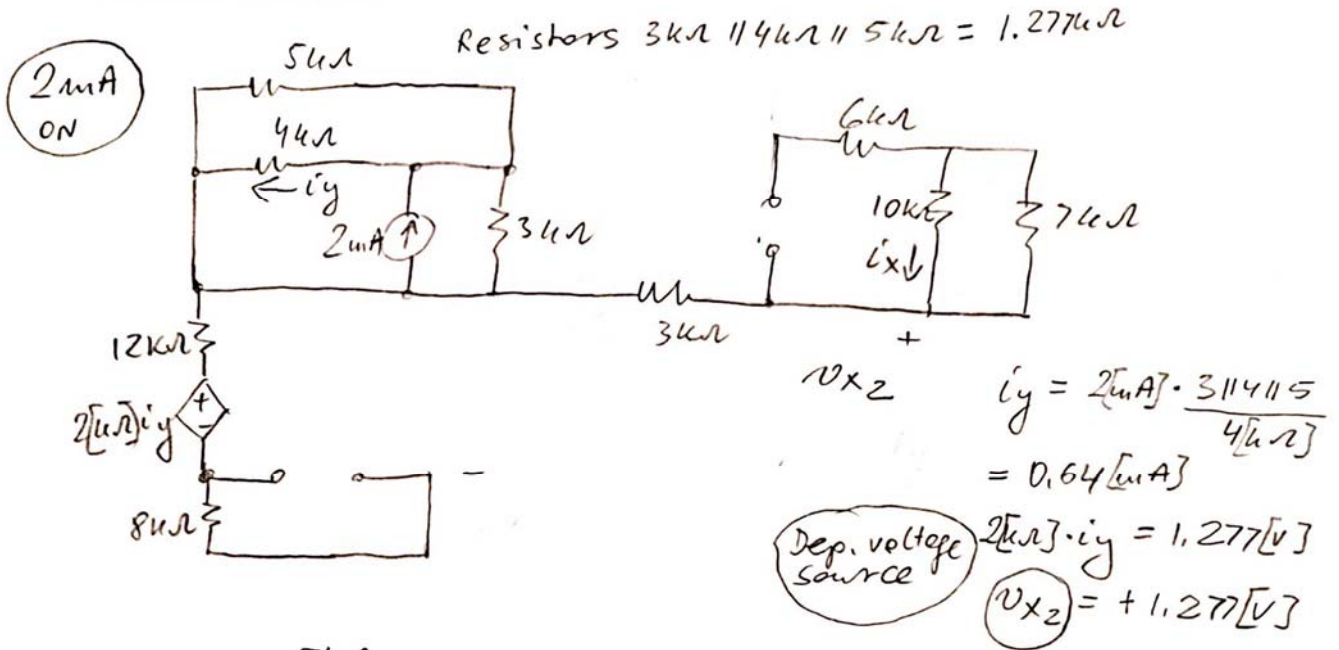 Resistors 3kΩ || 4kΩ || 5kΩ = 1.277kΩ
2mA
ON
5kΩ
4kΩ
← iy
2mA
3kΩ
6kΩ
10kΩ
ix↓
7kΩ
3kΩ
+
12kΩ
2[kΩ]iy
+
-
8kΩ
-
vx2
iy = 2[mA] · 3||4||5 / 4[kΩ]
= 0,64[mA]
Dep. voltage source
2[kΩ]·iy = 1.277[V]
vx2 = + 1.277[V]